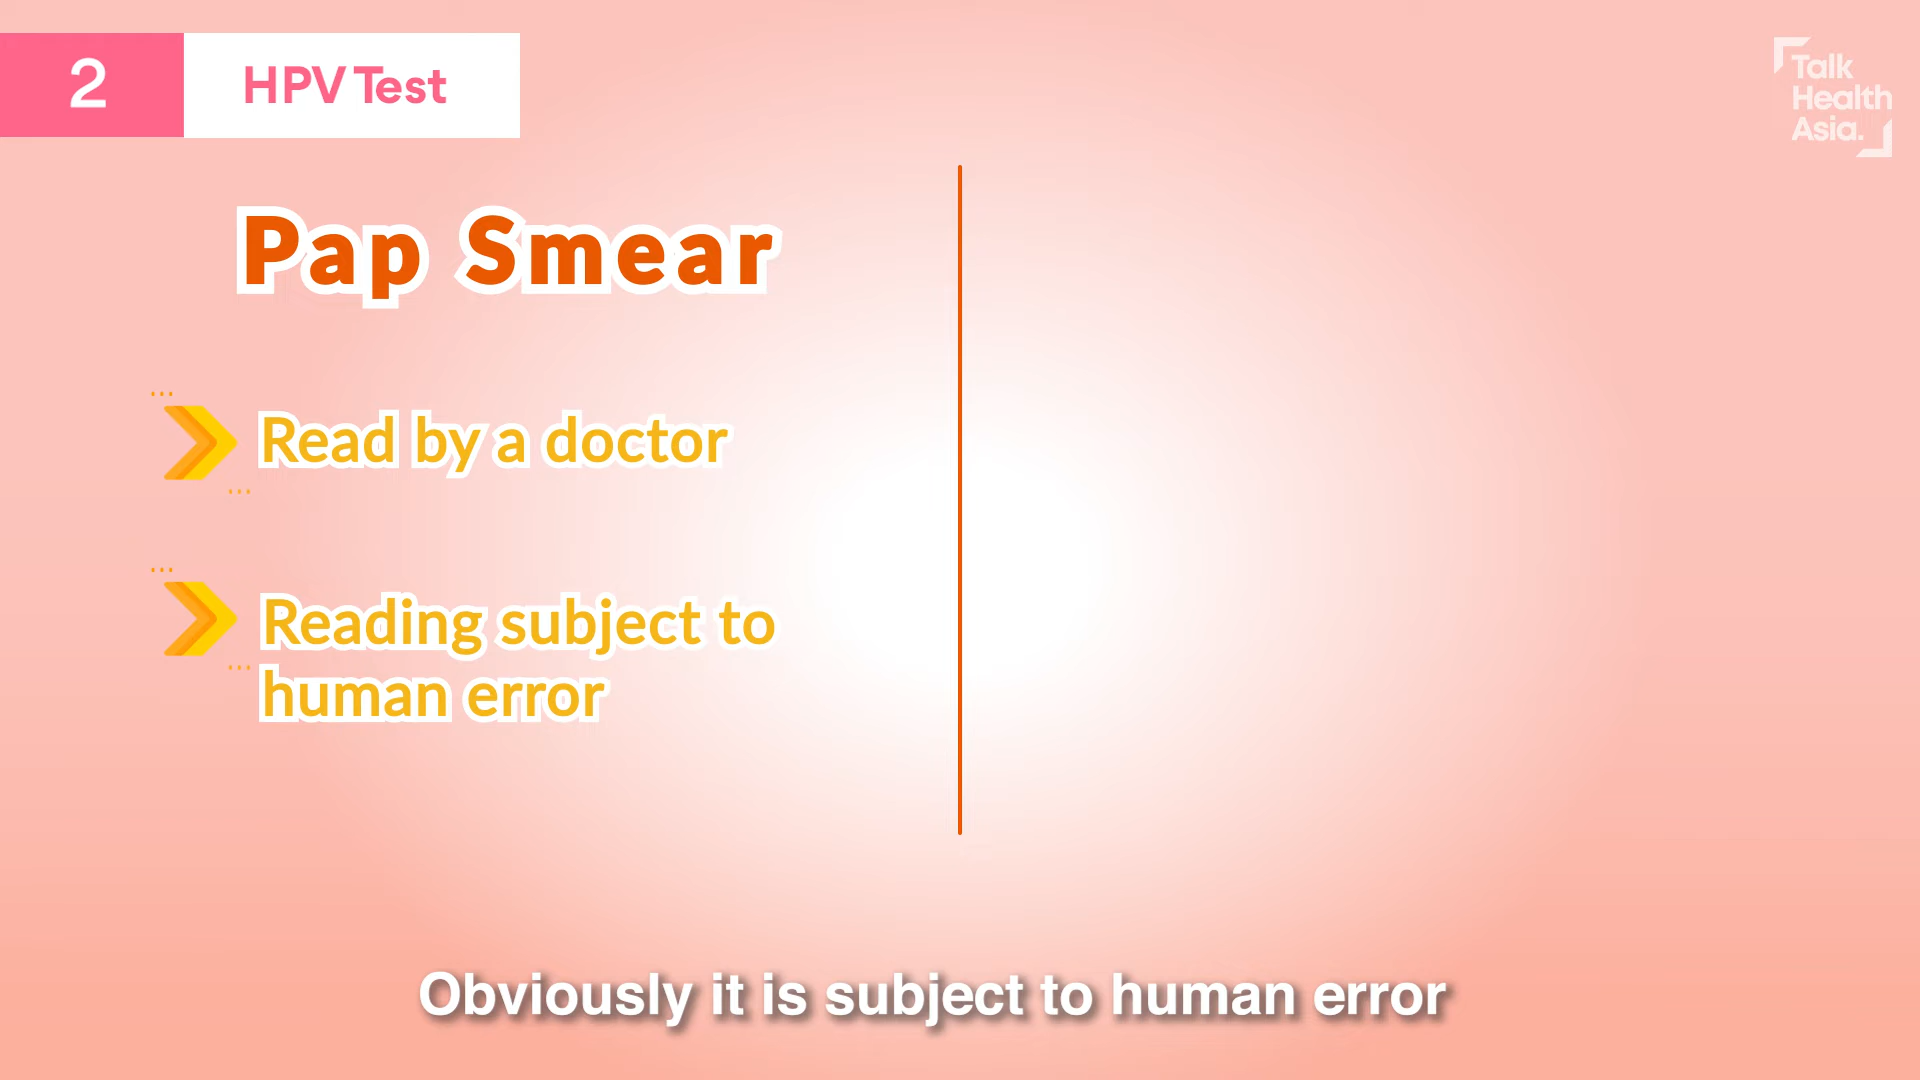 2
HPV Test
Talk
Health
Asia.
Pap Smear
Read by a doctor
Reading subject to
human error
Obviously it is subject to human error